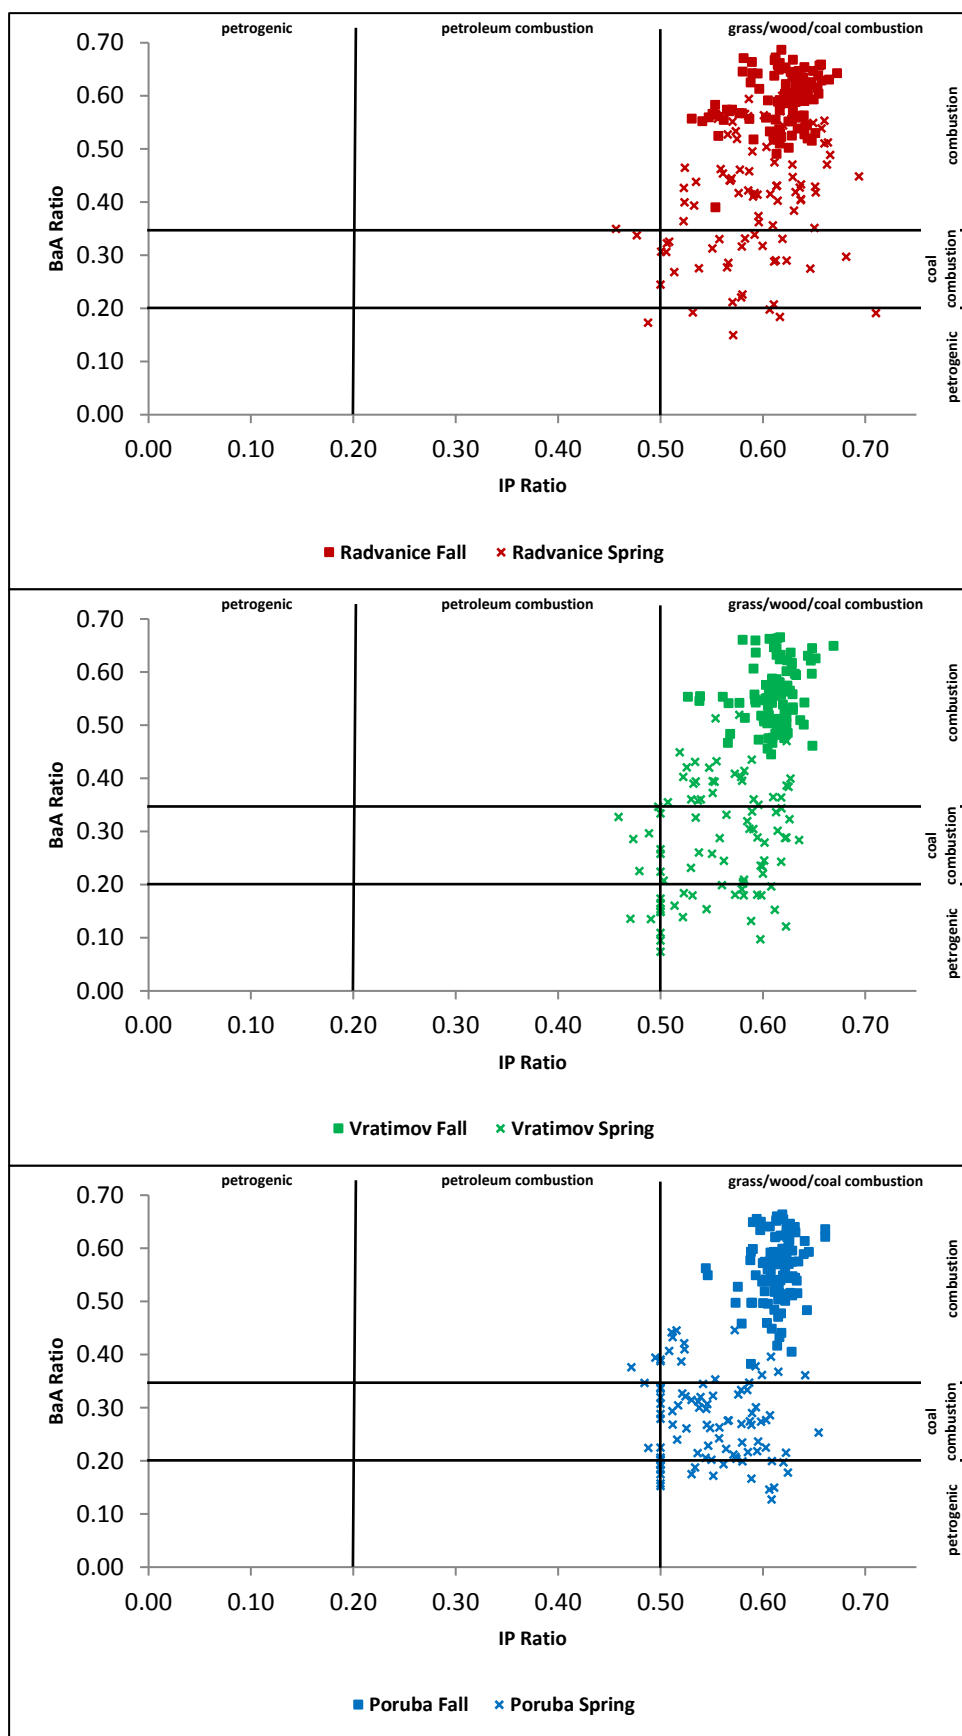 petrogenic petroleum combustion grass/wood/coal combustion
0.70
0.60
0.50
0.40
0.30
0.20
0.10
0.00
BaA Ratio
combustion
coal
combustion
petrogenic
0.00 0.10 0.20 0.30 0.40 0.50 0.60 0.70
IP Ratio
Radvanice Fall Radvanice Spring
petrogenic petroleum combustion grass/wood/coal combustion
0.70
0.60
0.50
0.40
0.30
0.20
0.10
0.00
BaA Ratio
combustion
coal
combustion
petrogenic
0.00 0.10 0.20 0.30 0.40 0.50 0.60 0.70
IP Ratio
Vratimov Fall Vratimov Spring
petrogenic petroleum combustion grass/wood/coal combustion
0.70
0.60
0.50
0.40
0.30
0.20
0.10
0.00
BaA Ratio
combustion
coal
combustion
petrogenic
0.00 0.10 0.20 0.30 0.40 0.50 0.60 0.70
IP Ratio
Poruba Fall Poruba Spring